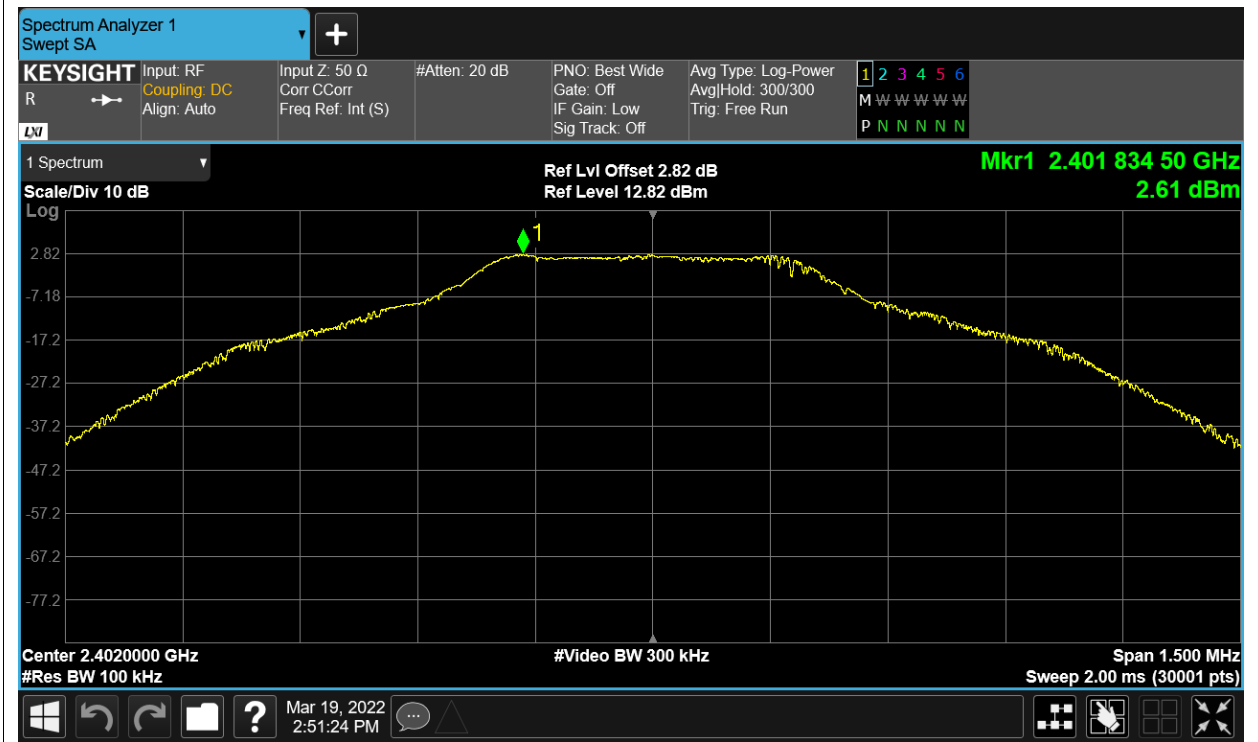 Spectrum Analyzer 1
Swept SA
KEYSIGHT
R
LXI
Input: RF
Coupling: DC
Align: Auto
Input Z: 50 Ω
Corr CCorr
Freq Ref: Int (S)
#Atten: 20 dB
PNO: Best Wide
Gate: Off
IF Gain: Low
Sig Track: Off
Avg Type: Log-Power
Avg|Hold: 300/300
Trig: Free Run
1 2 3 4 5 6
M W W W W W
P N N N N N
1 Spectrum
Scale/Div 10 dB
Log
Ref Lvl Offset 2.82 dB
Ref Level 12.82 dBm
Mkr1 2.401 834 50 GHz
2.61 dBm
1
2.82
-7.18
-17.2
-27.2
-37.2
-47.2
-57.2
-67.2
-77.2
Center 2.4020000 GHz
#Res BW 100 kHz
#Video BW 300 kHz
Span 1.500 MHz
Sweep 2.00 ms (30001 pts)
?
Mar 19, 2022
2:51:24 PM